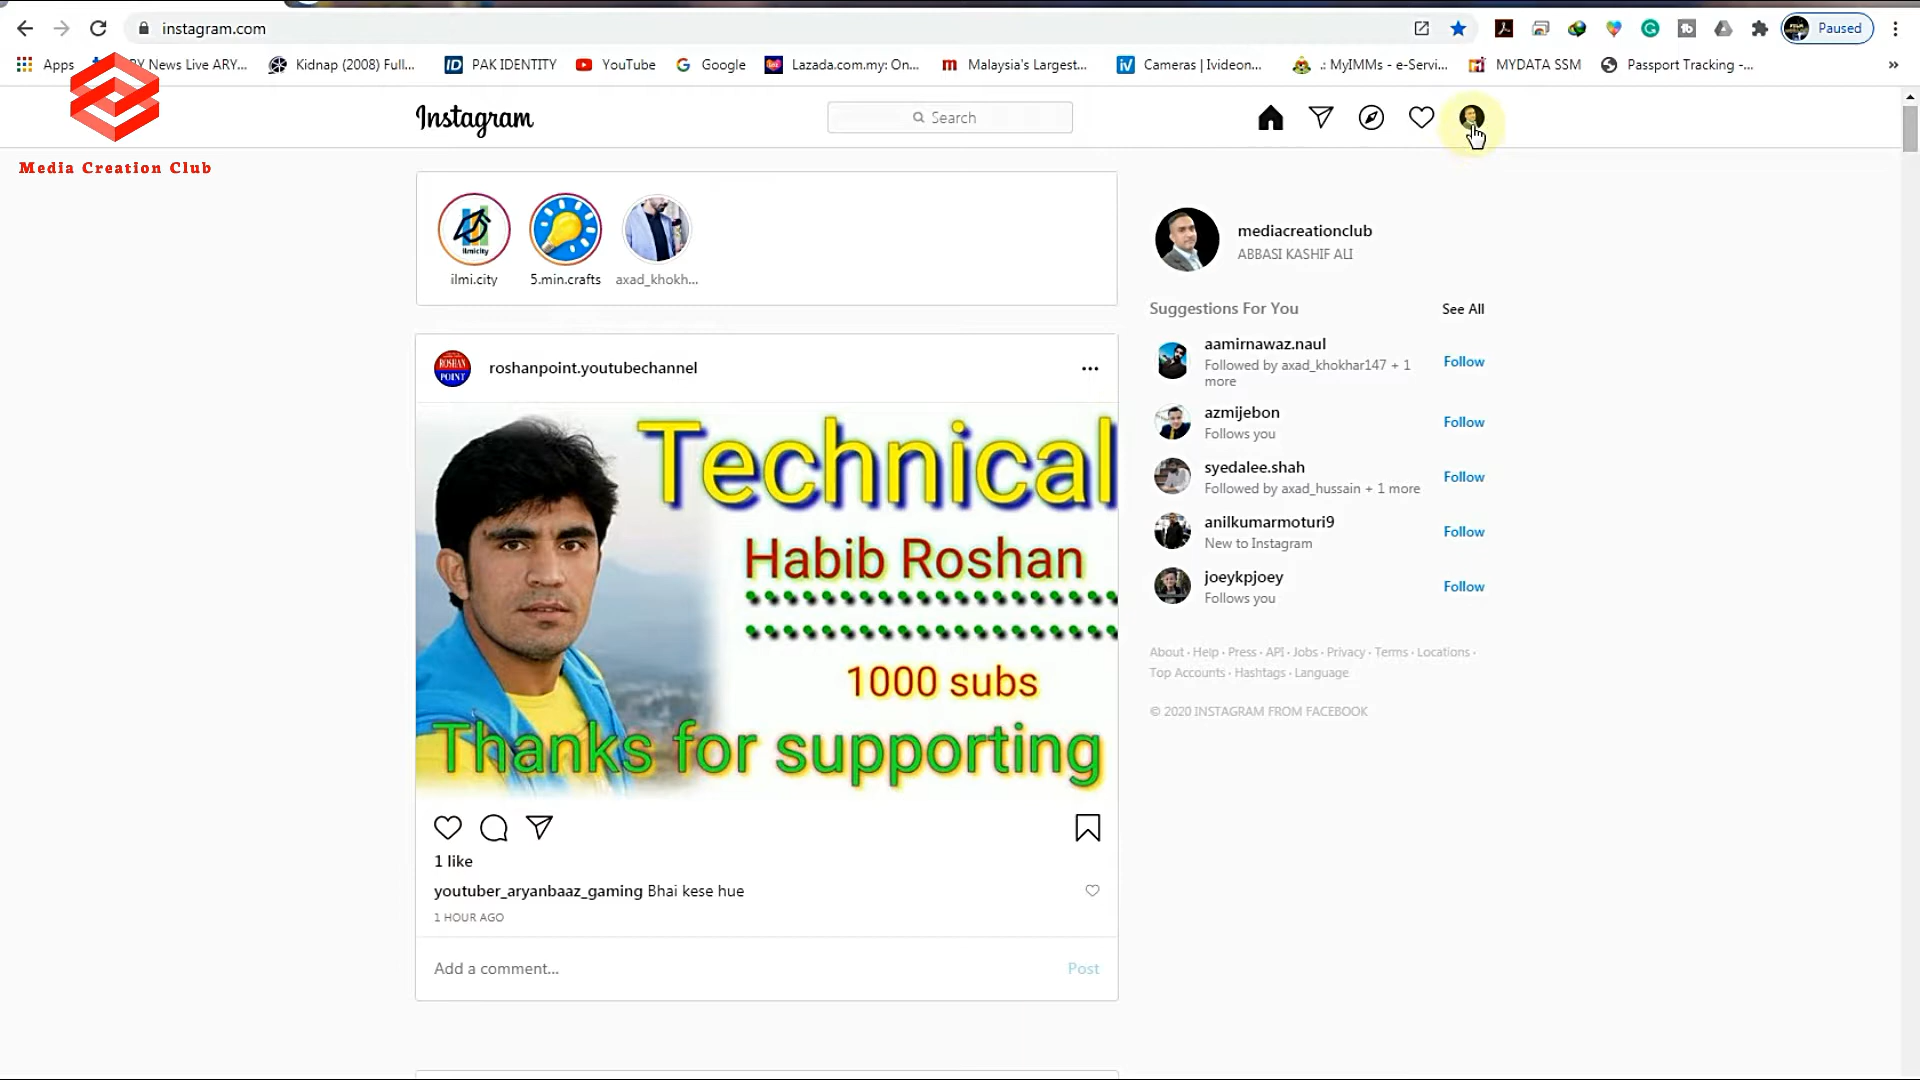 instagram.com
Paused
Apps
RY News Live ARY...
Kidnap (2008) Full...
PAK IDENTITY
YouTube
Google
Lazada.com.my: On...
Malaysia's Largest...
Cameras | Ivideon...
.: MyIMMs - e-Servi...
MYDATA SSM
Passport Tracking -...
»
Media Creation Club
Instagram
Search
ilmicity
ilmi.city
5.min.crafts
axad_khokh...
mediacreationclub
ABBASI KASHIF ALI
Suggestions For You
See All
aamirnawaz.naul
Followed by axad_khokhar147 + 1
more
Follow
azmijebon
Follows you
Follow
syedalee.shah
Followed by axad_hussain + 1 more
Follow
anilkumarmoturi9
New to Instagram
Follow
joeykpjoey
Follows you
Follow
About · Help · Press · API · Jobs · Privacy · Terms · Locations ·
Top Accounts · Hashtags · Language
© 2020 INSTAGRAM FROM FACEBOOK
ROSHAN
POINT
roshanpoint.youtubechannel
Technical
Habib Roshan
1000 subs
Thanks for supporting
1 like
youtuber_aryanbaaz_gaming Bhai kese hue
1 HOUR AGO
Add a comment...
Post